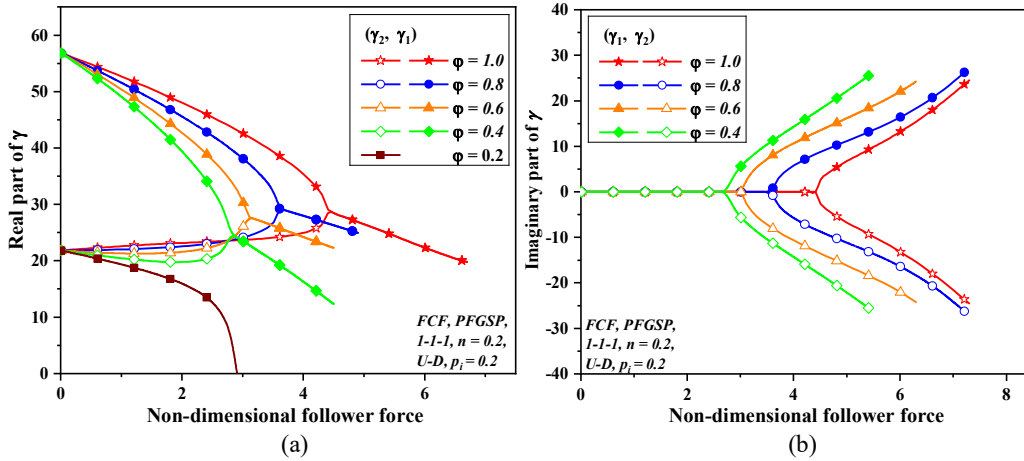 60
50
40
30
20
10
0
0
2
4
6
Real part of γ
Non-dimensional follower force
(γ2, γ1)
φ = 1.0
φ = 0.8
φ = 0.6
φ = 0.4
φ = 0.2
FCF, PFGSP,
1-1-1, n = 0.2,
U-D, pi = 0.2
(a)
40
30
20
10
0
-10
-20
-30
-40
0
2
4
6
8
Imaginary part of γ
Non-dimensional follower force
(γ1, γ2)
φ = 1.0
φ = 0.8
φ = 0.6
φ = 0.4
FCF, PFGSP,
1-1-1, n = 0.2,
U-D, pi = 0.2
(b)